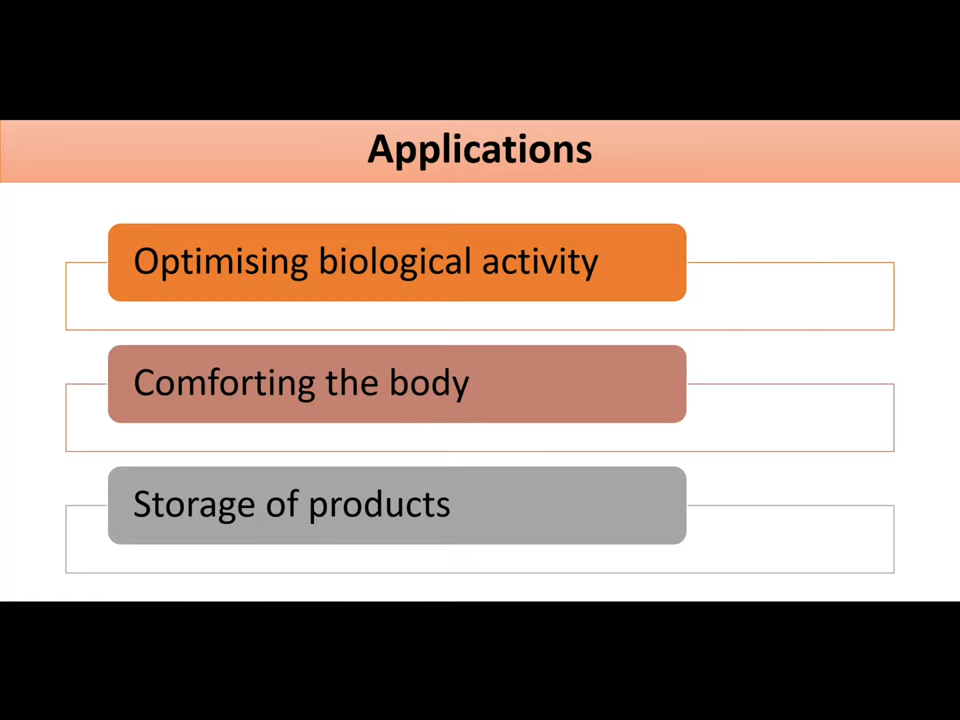 Applications
Optimising biological activity
Comforting the body
Storage of products